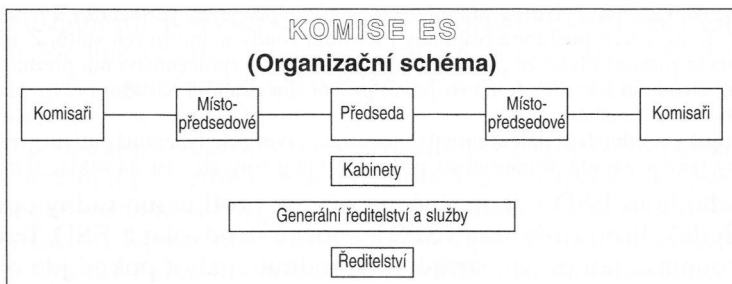 KOMISE ES
(Organizační schéma)
Komisaři
Místo-
předsedové
Předseda
Místo-
předsedové
Komisaři
Kabinety
Generální ředitelství a služby
Ředitelství